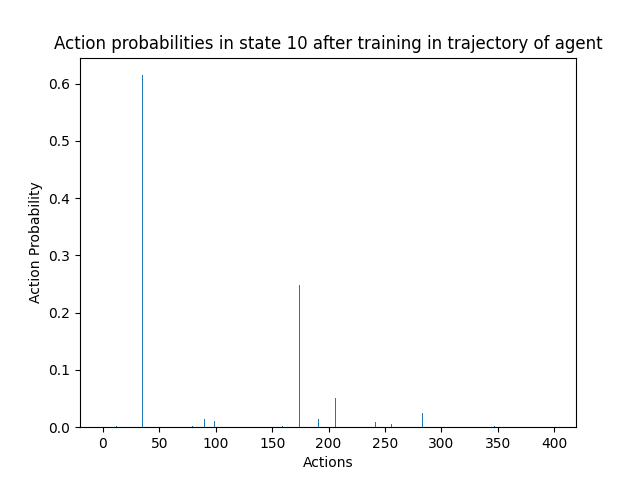 Action probabilities in state 10 after training in trajectory of agent
0.6
0.5
0.4
0.3
0.2
0.1
0.0
Action Probability
0 50 100 150 200 250 300 350 400
Actions